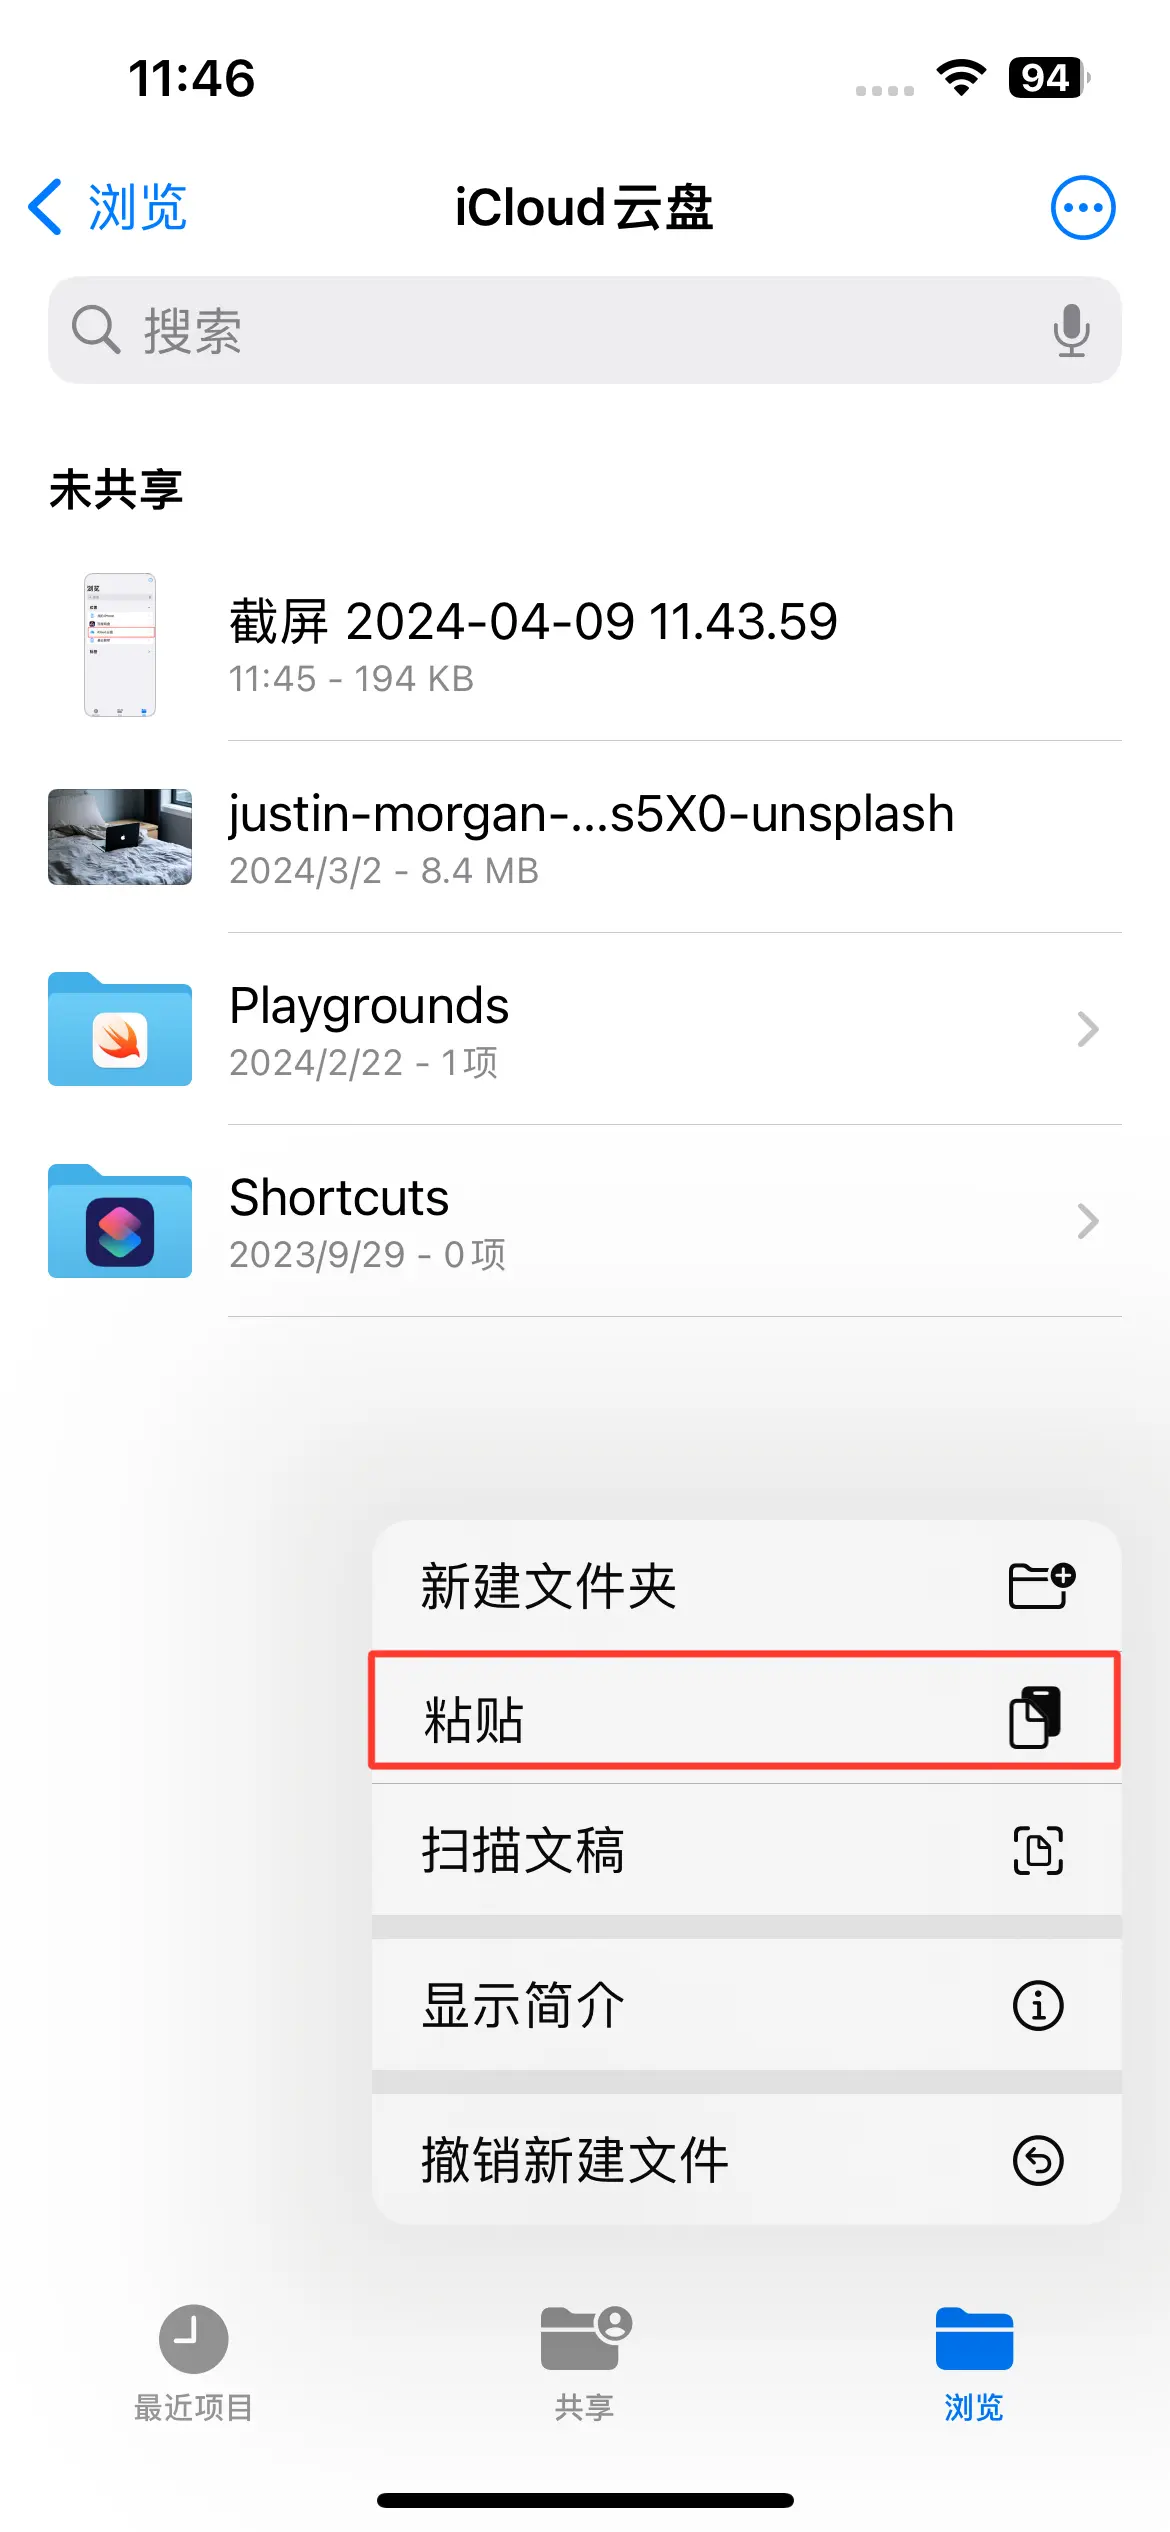 11:46
94
浏览
iCloud云盘
搜索
未共享
截屏 2024-04-09 11.43.59
11:45 - 194 KB
justin-morgan-...s5X0-unsplash
2024/3/2 - 8.4 MB
Playgrounds
2024/2/22 - 1项
Shortcuts
2023/9/29 - 0项
新建文件夹
粘贴
扫描文稿
显示简介
撤销新建文件
最近项目
共享
浏览